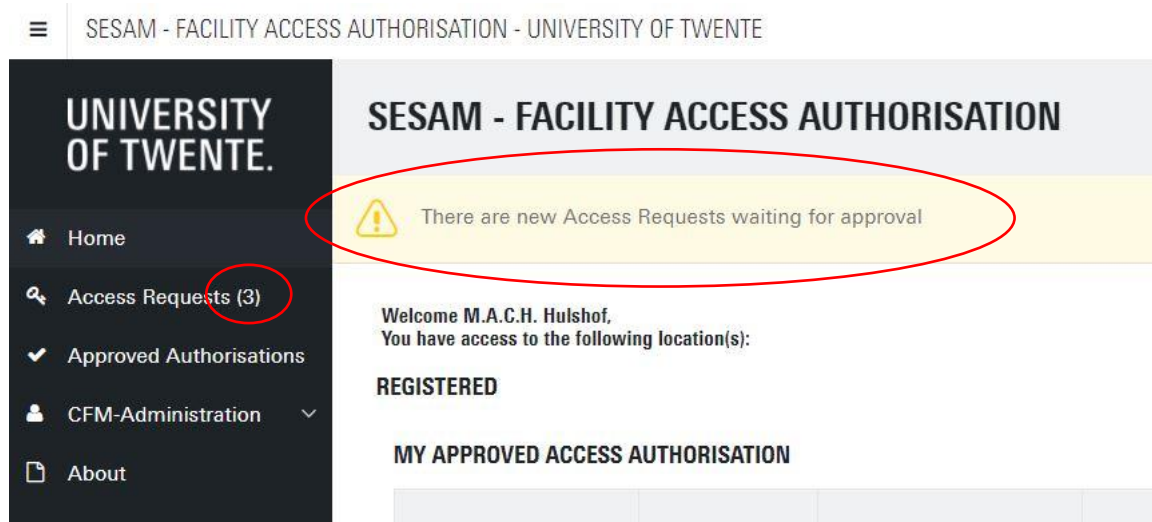 SESAM - FACILITY ACCESS AUTHORISATION - UNIVERSITY OF TWENTE
UNIVERSITY
OF TWENTE.
Home
Access Requests (3)
Approved Authorisations
CFM-Administration
About
SESAM - FACILITY ACCESS AUTHORISATION
There are new Access Requests waiting for approval
Welcome M.A.C.H. Hulshof,
You have access to the following location(s):
REGISTERED
MY APPROVED ACCESS AUTHORISATION